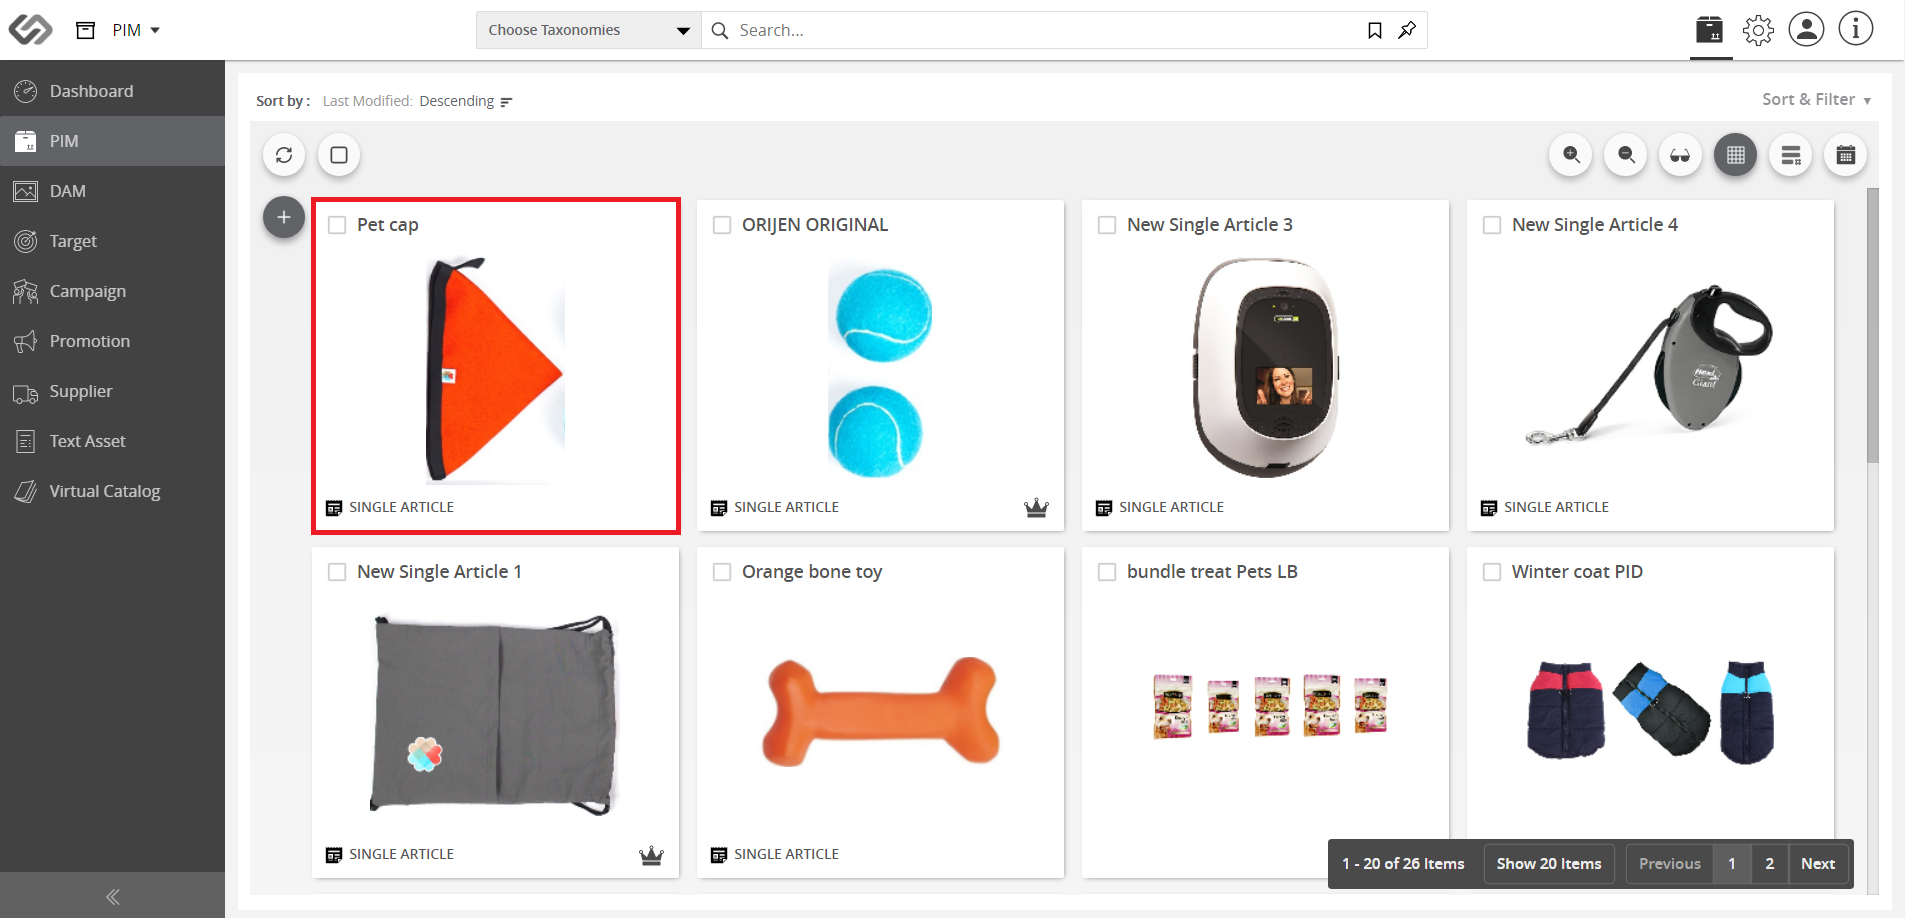 PIM
Choose Taxonomies
Search...
Dashboard
PIM
DAM
Target
Campaign
Promotion
Supplier
Text Asset
Virtual Catalog
Sort by : Last Modified: Descending
Sort & Filter
Pet cap
SINGLE ARTICLE
ORIJEN ORIGINAL
SINGLE ARTICLE
New Single Article 3
SINGLE ARTICLE
New Single Article 4
Giant
SINGLE ARTICLE
New Single Article 1
SINGLE ARTICLE
Orange bone toy
SINGLE ARTICLE
bundle treat Pets LB
Winter coat PID
1 - 20 of 26 Items
Show 20 Items
Previous
1
2
Next